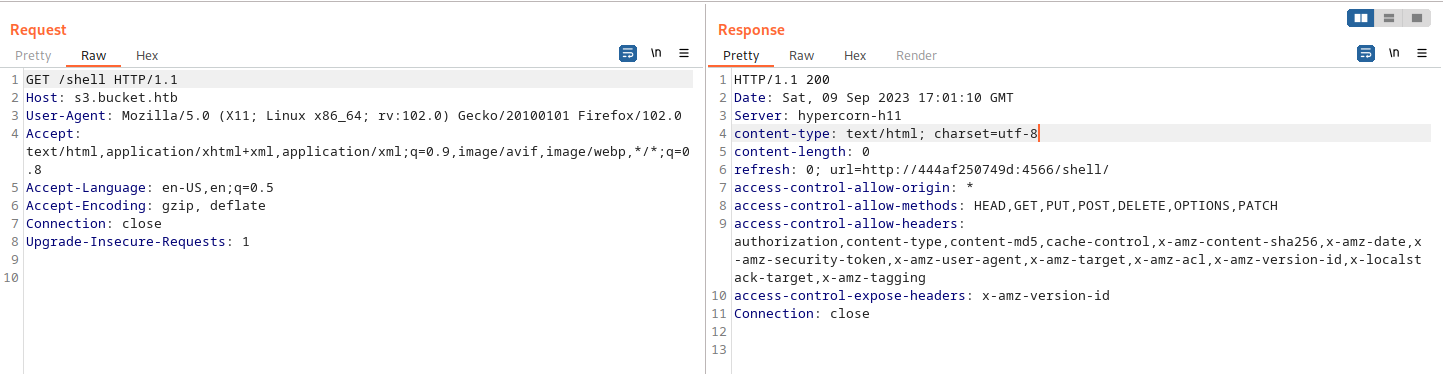 Request
Pretty Raw Hex
\n
1 GET /shell HTTP/1.1
2 Host: s3.bucket.htb
3 User-Agent: Mozilla/5.0 (X11; Linux x86_64; rv:102.0) Gecko/20100101 Firefox/102.0
4 Accept:
text/html,application/xhtml+xml,application/xml;q=0.9,image/avif,image/webp,*/*;q=0
.8
5 Accept-Language: en-US,en;q=0.5
6 Accept-Encoding: gzip, deflate
7 Connection: close
8 Upgrade-Insecure-Requests: 1
9
10
Response
Pretty Raw Hex Render
\n
1 HTTP/1.1 200
2 Date: Sat, 09 Sep 2023 17:01:10 GMT
3 Server: hypercorn-h11
4 content-type: text/html; charset=utf-8
5 content-length: 0
6 refresh: 0; url=http://444af250749d:4566/shell/
7 access-control-allow-origin: *
8 access-control-allow-methods: HEAD,GET,PUT,POST,DELETE,OPTIONS,PATCH
9 access-control-allow-headers:
authorization,content-type,content-md5,cache-control,x-amz-content-sha256,x-amz-date,x
-amz-security-token,x-amz-user-agent,x-amz-target,x-amz-acl,x-amz-version-id,x-localst
ack-target,x-amz-tagging
10 access-control-expose-headers: x-amz-version-id
11 Connection: close
12
13